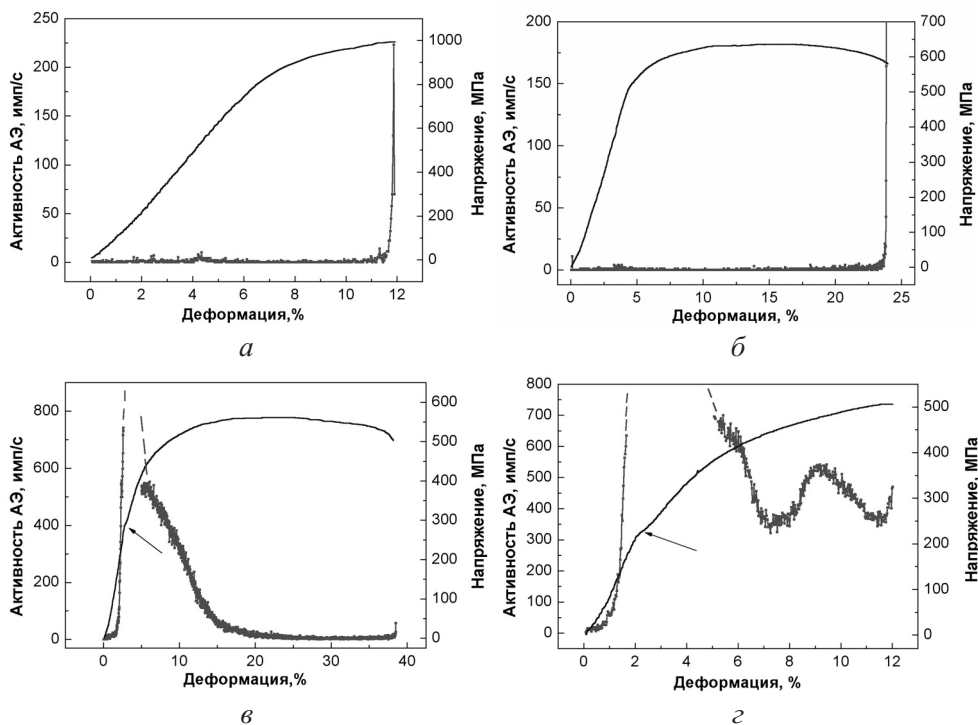 250
200
150
100
50
0
Активность АЭ, имп/с
1000
800
600
400
200
0
Напряжение, МПа
0 2 4 6 8 10 12
Деформация,%
а
200
150
100
50
0
Активность АЭ, имп/с
700
600
500
400
300
200
100
0
Напряжение, МПа
0 5 10 15 20 25
Деформация, %
б
800
600
400
200
0
Активность АЭ, имп/с
600
500
400
300
200
100
0
Напряжение, МПа
0 10 20 30 40
Деформация,%
в
800
700
600
500
400
300
200
100
0
Активность АЭ, имп/с
500
400
300
200
100
0
Напряжение, МПа
0 2 4 6 8 10 12
Деформация, %
г